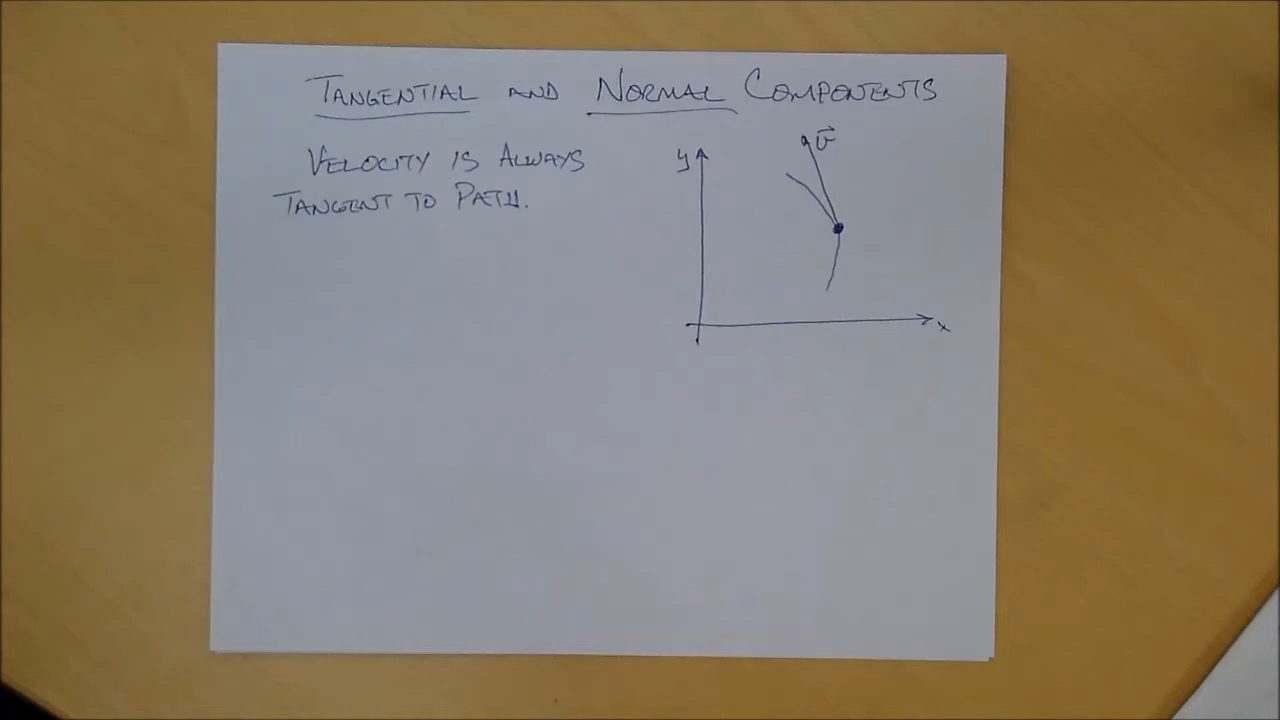 TANGENTIAL AND NORMAL COMPONENTS
VELOCITY IS ALWAYS
TANGENT TO PATH.
y
v⃗
x